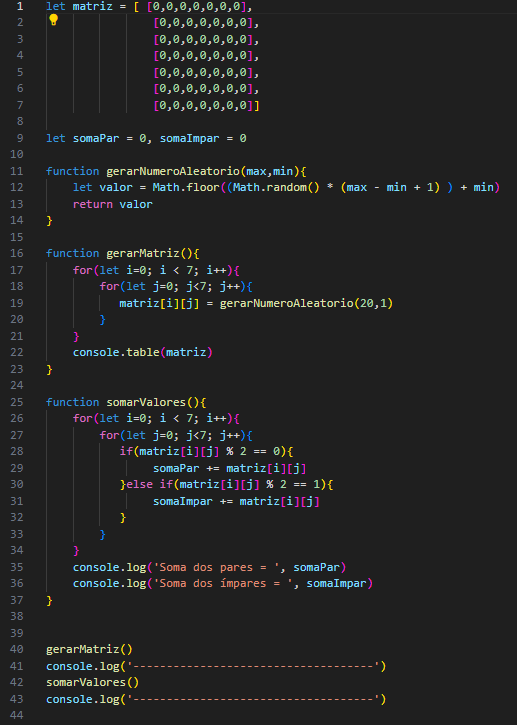 1 let matriz = [ [0,0,0,0,0,0,0],
2 [0,0,0,0,0,0,0],
3 [0,0,0,0,0,0,0],
4 [0,0,0,0,0,0,0],
5 [0,0,0,0,0,0,0],
6 [0,0,0,0,0,0,0],
7 [0,0,0,0,0,0,0]]
8
9 let somaPar = 0, somaImpar = 0
10
11 function gerarNumeroAleatorio(max,min){
12 let valor = Math.floor((Math.random() * (max - min + 1) ) + min)
13 return valor
14 }
15
16 function gerarMatriz(){
17 for(let i=0; i < 7; i++){
18 for(let j=0; j<7; j++){
19 matriz[i][j] = gerarNumeroAleatorio(20,1)
20 }
21 }
22 console.table(matriz)
23 }
24
25 function somarValores(){
26 for(let i=0; i < 7; i++){
27 for(let j=0; j<7; j++){
28 if(matriz[i][j] % 2 == 0){
29 somaPar += matriz[i][j]
30 }else if(matriz[i][j] % 2 == 1){
31 somaImpar += matriz[i][j]
32 }
33 }
34 }
35 console.log('Soma dos pares = ', somaPar)
36 console.log('Soma dos ímpares = ', somaImpar)
37 }
38
39
40 gerarMatriz()
41 console.log('------------------------------------')
42 somarValores()
43 console.log('------------------------------------')
44